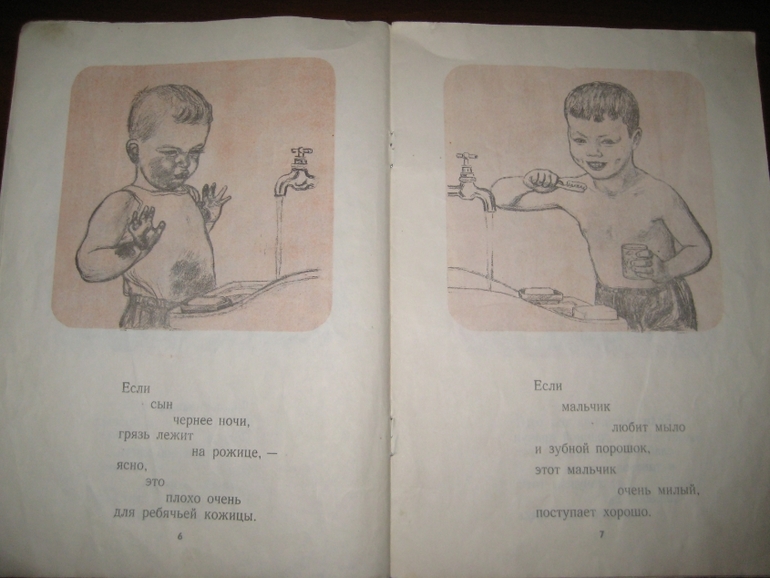 Если
сын
чернее ночи,
грязь лежит
на рожице, —
ясно,
это
плохо очень
для ребячьей кожицы.
6
Если
мальчик
любит мыло
и зубной порошок,
этот мальчик
очень милый,
поступает хорошо.
7